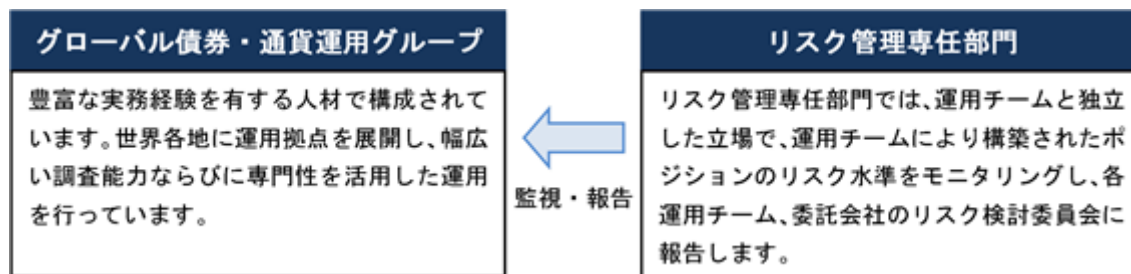 グローバル債券・通貨運用グループ
豊富な実務経験を有する人材で構成されて
います。世界各地に運用拠点を展開し、幅広
い調査能力ならびに専門性を活用した運用
を行っています。
監視・報告
リスク管理専任部門
リスク管理専任部門では、運用チームと独立
した立場で、運用チームにより構築されたポ
ジションのリスク水準をモニタリングし、各
運用チーム、委託会社のリスク検討委員会に
報告します。